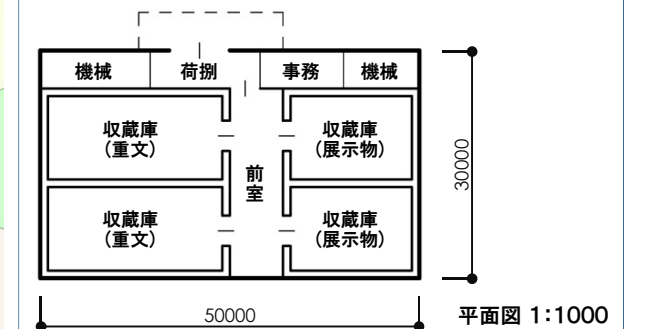 機械
荷捌
事務
機械
収蔵庫
（重文）
収蔵庫
（展示物）
前室
収蔵庫
（重文）
収蔵庫
（展示物）
30000
50000
平面図 1:1000